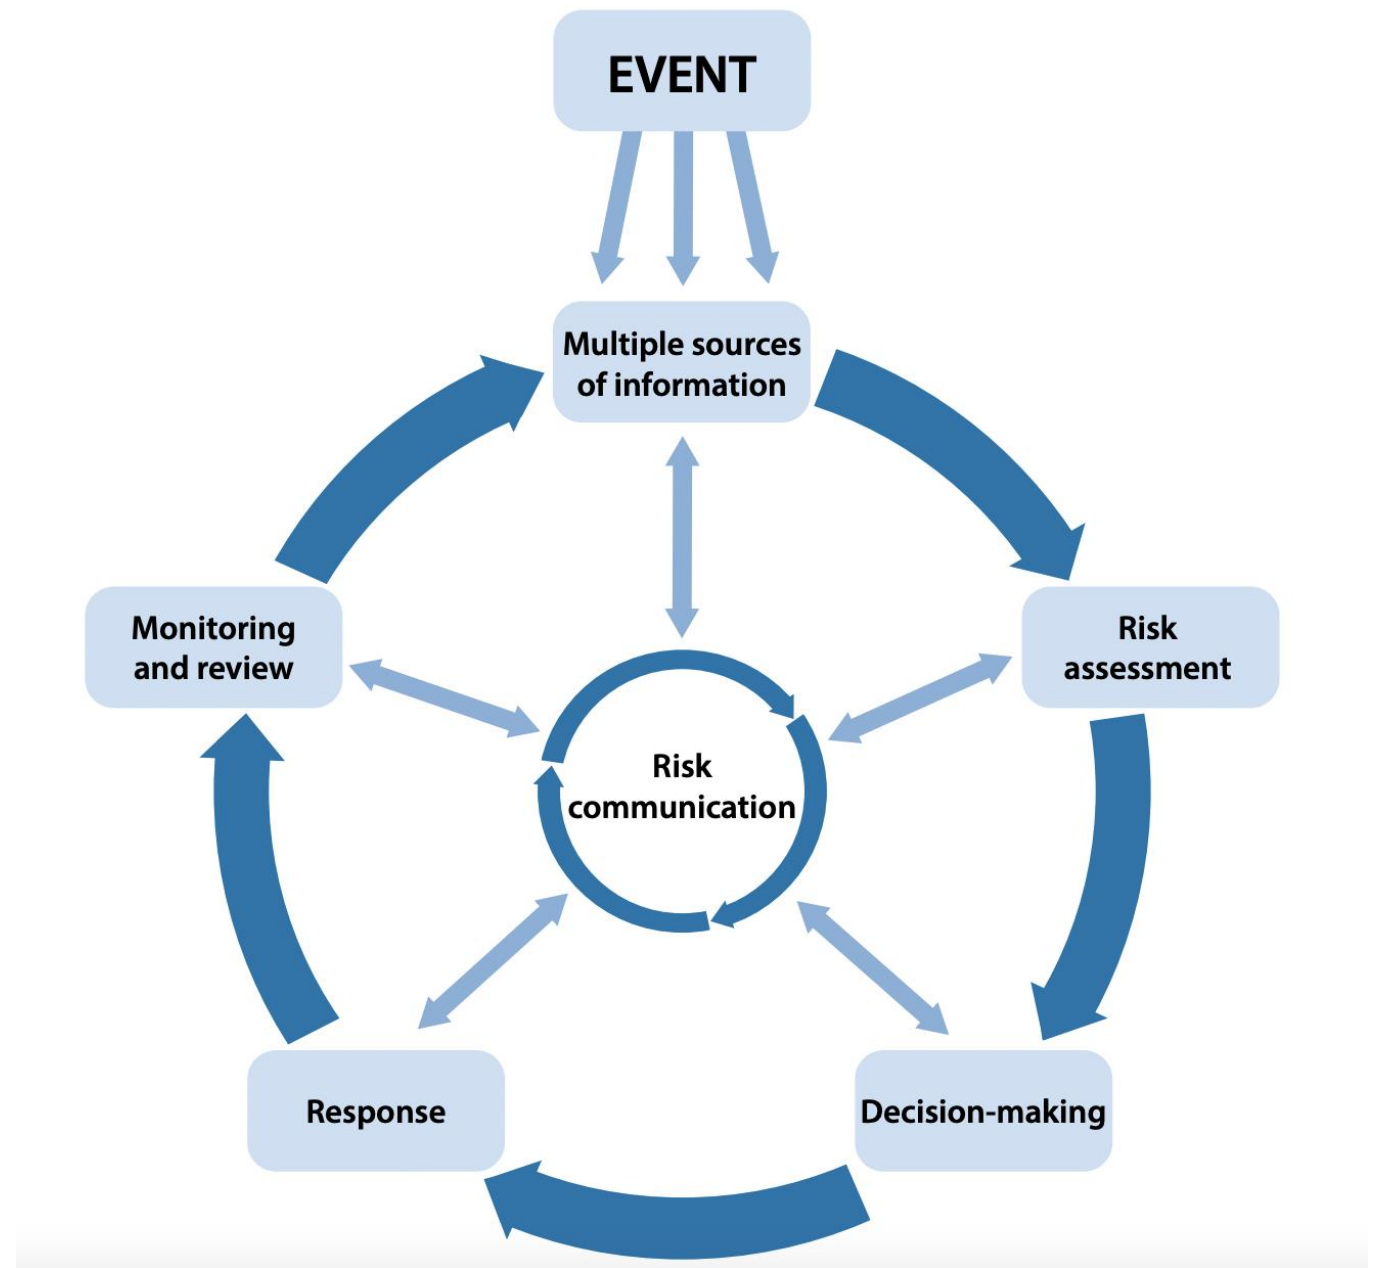 EVENT
Multiple sources
of information
Monitoring
and review
Risk
assessment
Risk
communication
Response
Decision-making